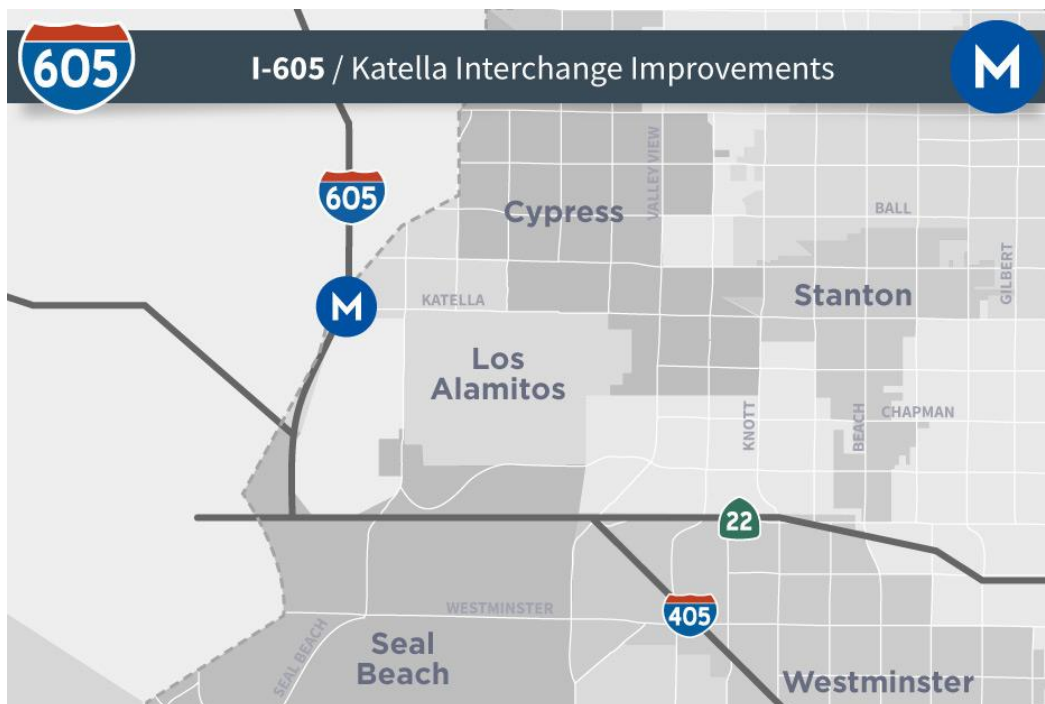 605
I-605 / Katella Interchange Improvements
M
605
Cypress
VALLEY VIEW
BALL
GILBERT
M
KATELLA
Stanton
Los
Alamitos
KNOTT
BEACH
CHAPMAN
22
WESTMINSTER
405
SEAL BEACH
Seal
Beach
Westminster